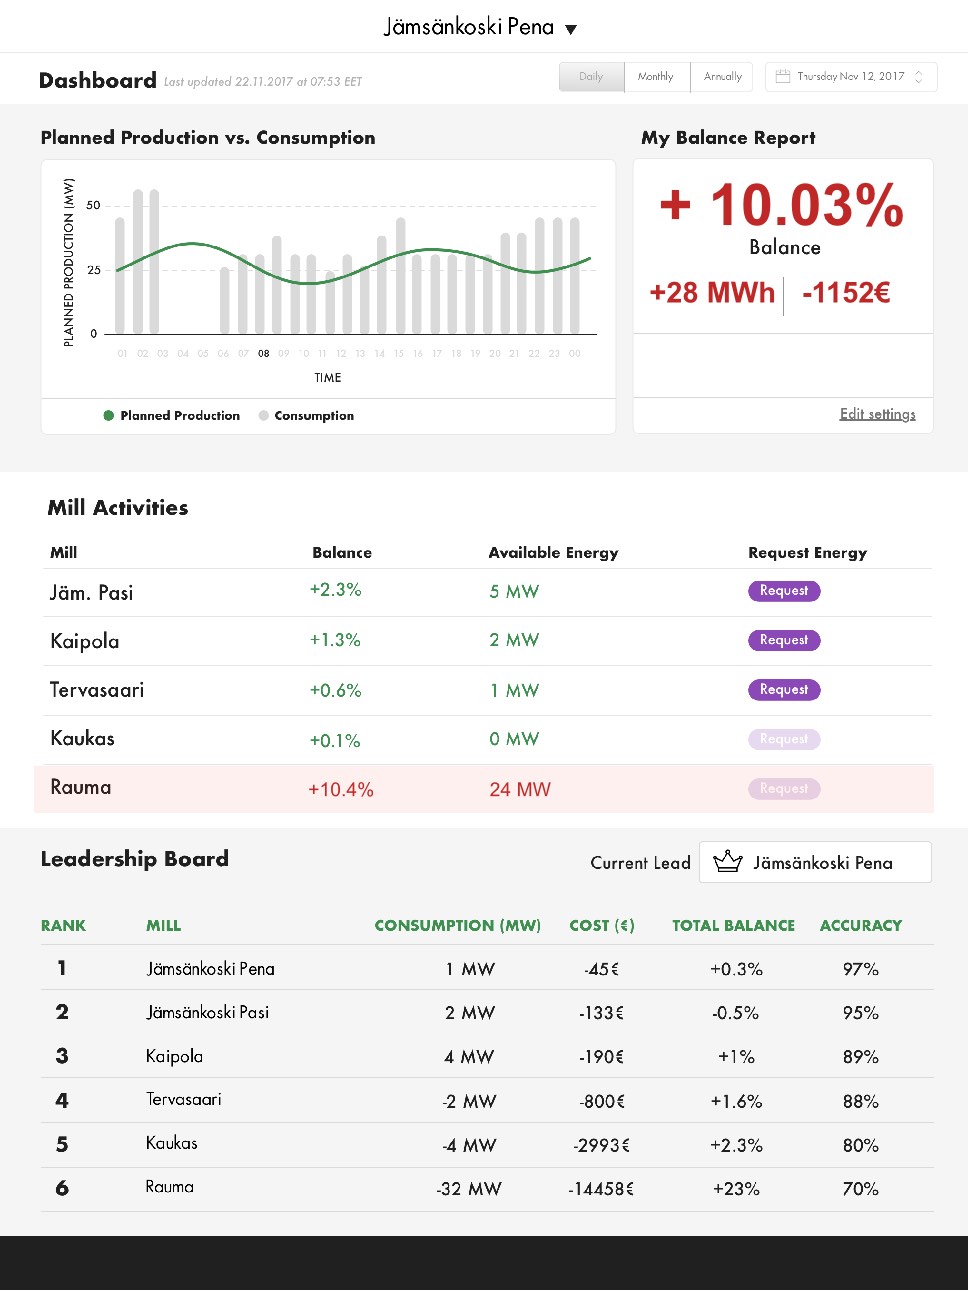 Jämsänkoski Pena ▼
Dashboard Last updated 22.11.2017 at 07:53 EET Daily Monthly Annually Thursday Nov 12, 2017
Planned Production vs. Consumption
My Balance Report
PLANNED PRODUCTION (MW)
50
25
0
01 02 03 04 05 06 07 08 09 10 11 12 13 14 15 16 17 18 19 20 21 22 23 00
TIME
Planned Production Consumption
+ 10.03%
Balance
+28 MWh -1152€
Edit settings
Mill Activities
Mill Balance Available Energy Request Energy
Jäm. Pasi +2.3% 5 MW Request
Kaipola +1.3% 2 MW Request
Tervasaari +0.6% 1 MW Request
Kaukas +0.1% 0 MW Request
Rauma +10.4% 24 MW Request
Leadership Board
Current Lead Jämsänkoski Pena
RANK MILL CONSUMPTION (MW) COST (€) TOTAL BALANCE ACCURACY
1 Jämsänkoski Pena 1 MW -45€ +0.3% 97%
2 Jämsänkoski Pasi 2 MW -133€ -0.5% 95%
3 Kaipola 4 MW -190€ +1% 89%
4 Tervasaari -2 MW -800€ +1.6% 88%
5 Kaukas -4 MW -2993€ +2.3% 80%
6 Rauma -32 MW -14458€ +23% 70%